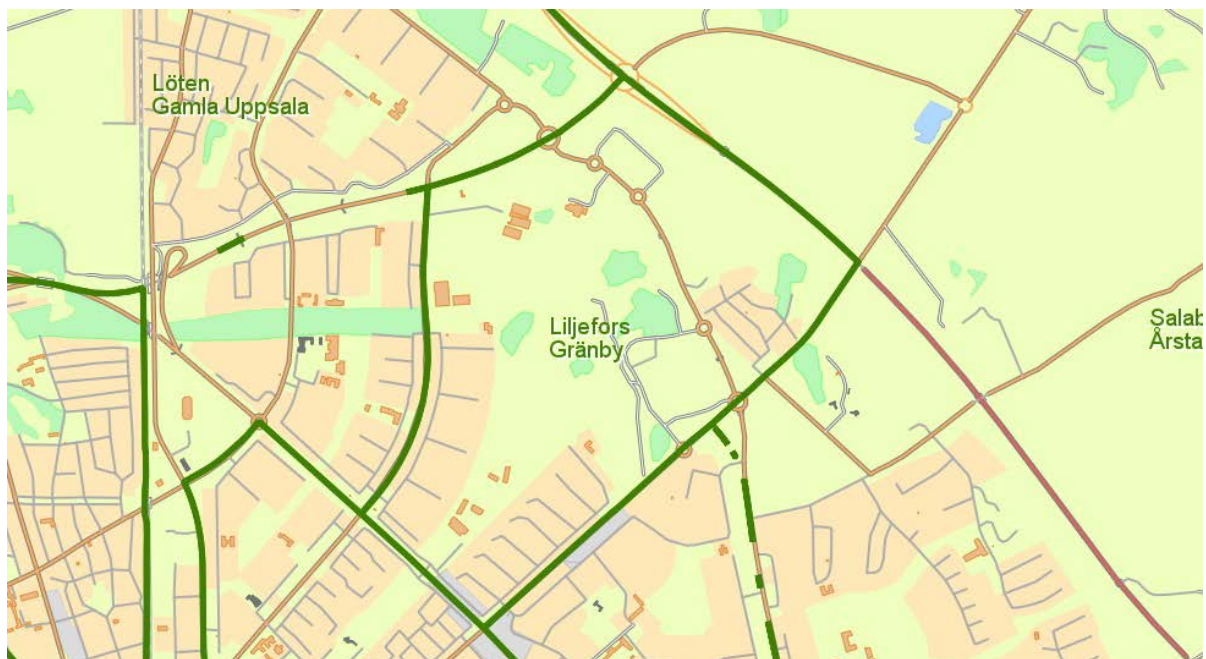 Löten
Gamla Uppsala
Liljefors
Gränby
Salab
Årsta